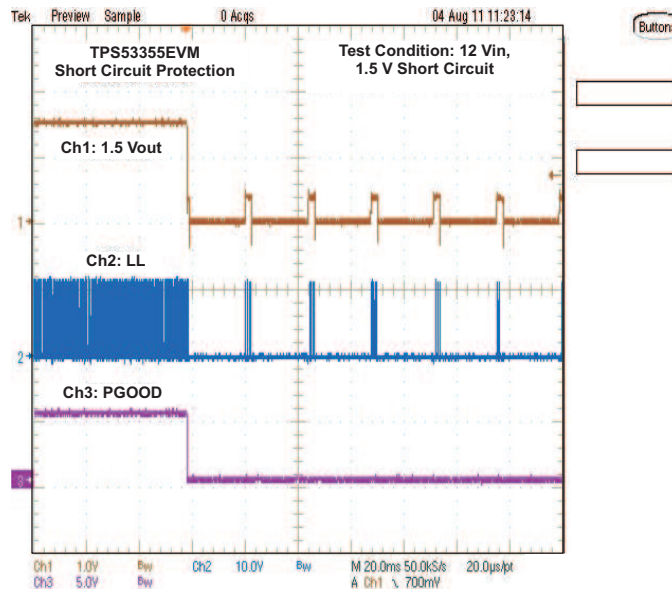 Tek Preview Sample 0 Acqs 04 Aug 11 11:23:14
Button
TPS53355EVM
Short Circuit Protection
Test Condition: 12 Vin,
1.5 V Short Circuit
Ch1: 1.5 Vout
1
Ch2: LL
2
Ch3: PGOOD
3
Ch1 1.0V Bw Ch2 10.0V Bw M 20.0ms 50.0kS/s 20.0µs/pt
Ch3 5.0V Bw A Ch1 \ 700mV